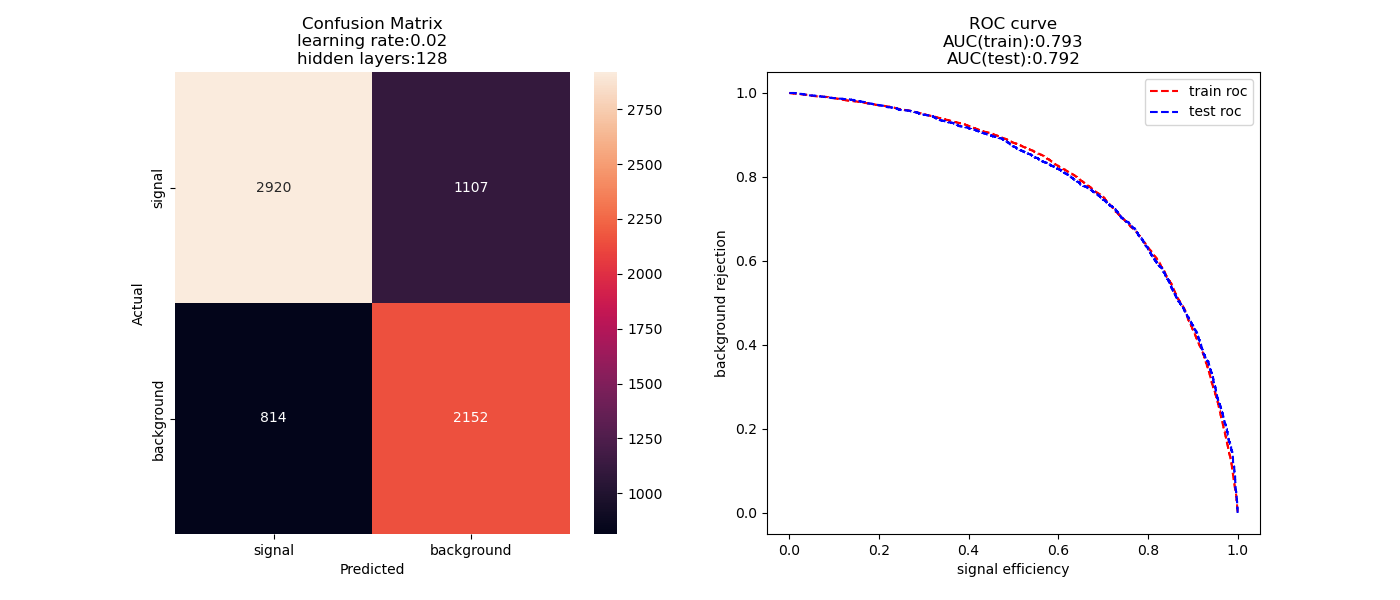 Confusion Matrix
learning rate:0.02
hidden layers:128
signal
background
Actual
2920
1107
814
2152
signal
background
Predicted
2750
2500
2250
2000
1750
1500
1250
1000
ROC curve
AUC(train):0.793
AUC(test):0.792
train roc
test roc
background rejection
1.0
0.8
0.6
0.4
0.2
0.0
0.0
0.2
0.4
0.6
0.8
1.0
signal efficiency